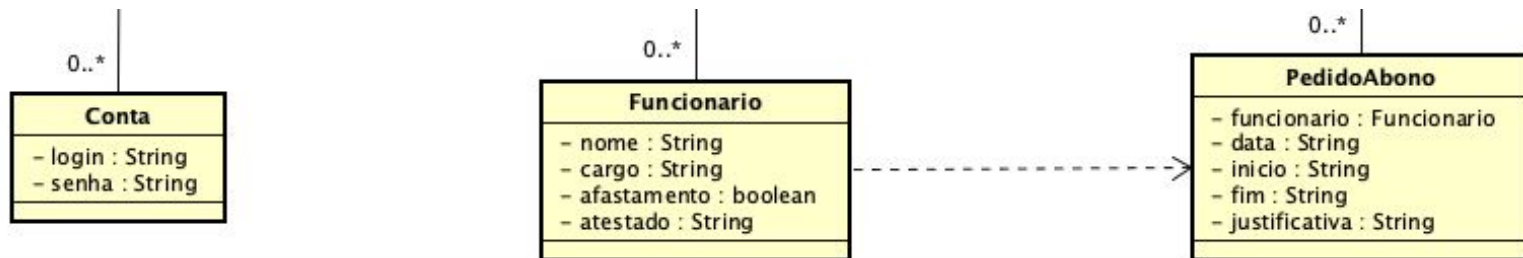 0..*
Conta
- login : String
- senha : String
0..*
Funcionario
- nome : String
- cargo : String
- afastamento : boolean
- atestado : String
0..*
PedidoAbono
- funcionario : Funcionario
- data : String
- inicio : String
- fim : String
- justificativa : String